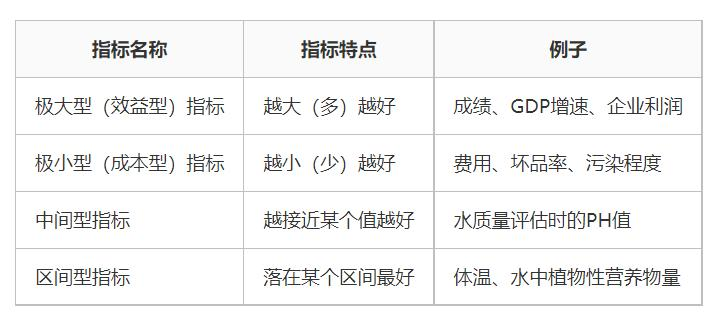 指标名称 指标特点 例子
极大型（效益型）指标 越大（多）越好 成绩、GDP增速、企业利润
极小型（成本型）指标 越小（少）越好 费用、坏品率、污染程度
中间型指标 越接近某个值越好 水质量评估时的PH值
区间型指标 落在某个区间最好 体温、水中植物性营养物量